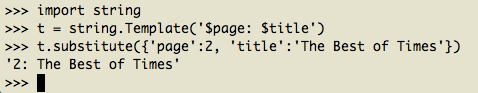 >>> import string
>>> t = string.Template('$page: $title')
>>> t.substitute({'page':2, 'title':'The Best of Times'})
'2: The Best of Times'
>>>